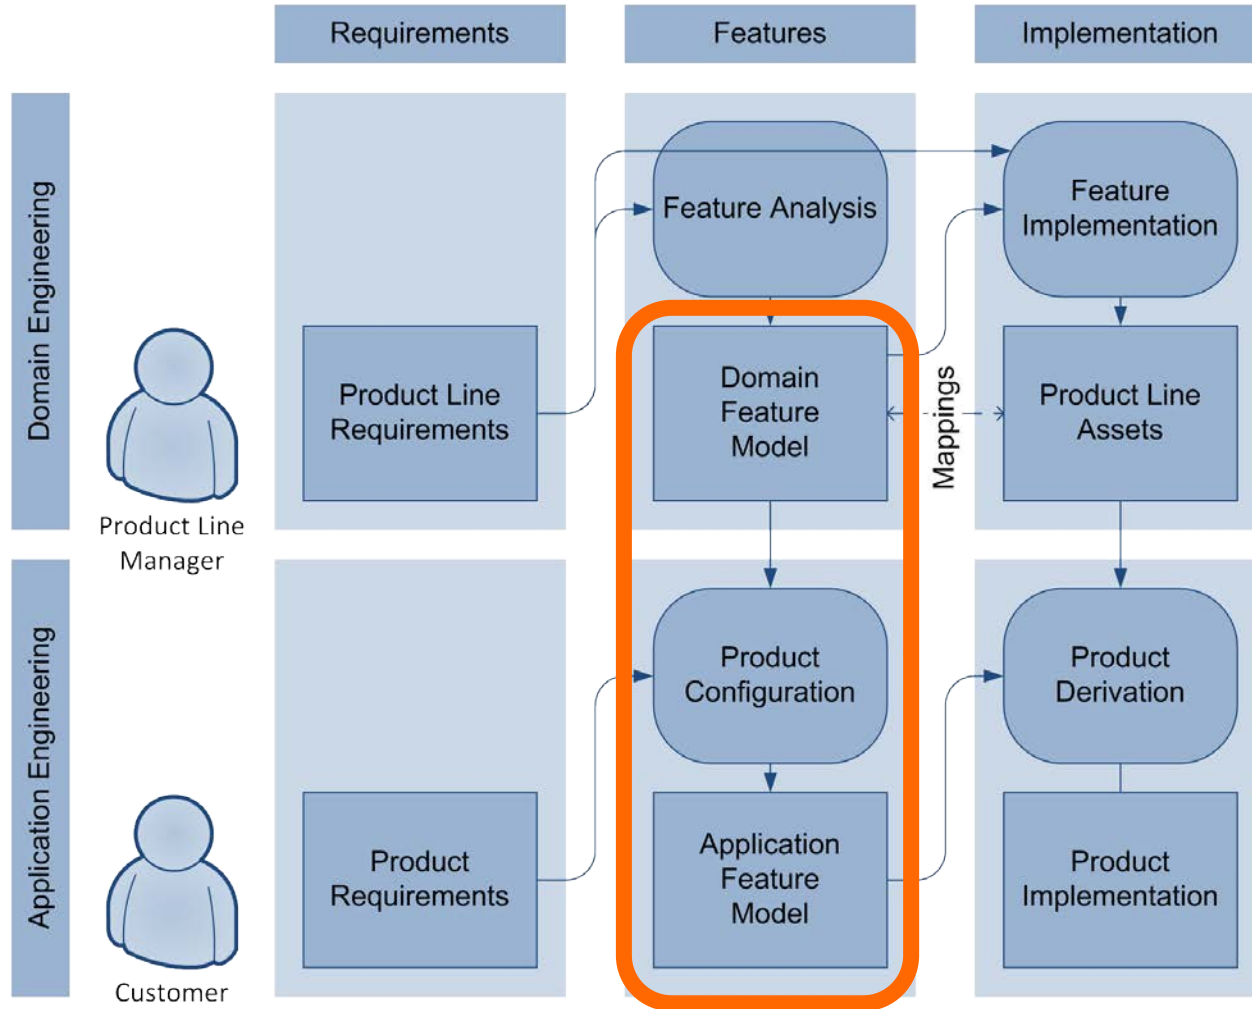 Requirements
Features
Implementation
Domain Engineering
Feature Analysis
Feature
Implementation
Product Line
Requirements
Domain
Feature
Model
Mappings
Product Line
Assets
Product Line
Manager
Application Engineering
Product
Configuration
Product
Derivation
Product
Requirements
Application
Feature
Model
Product
Implementation
Customer